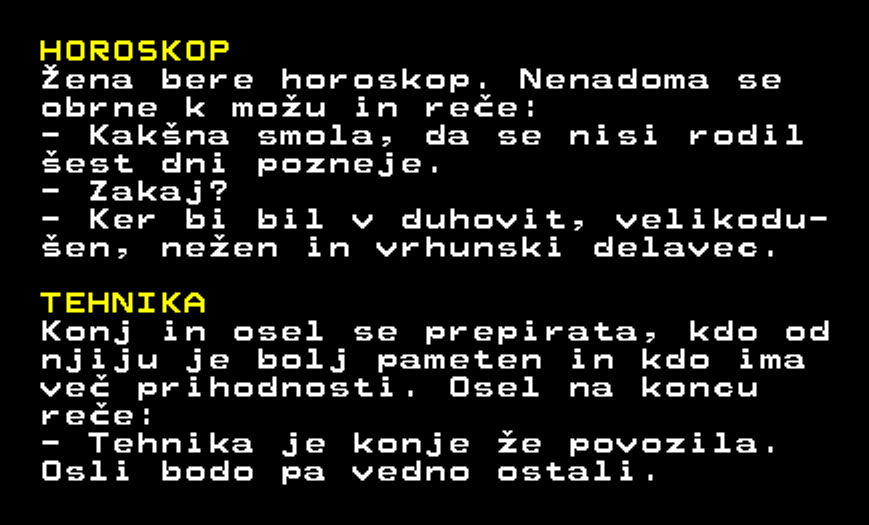 HOROSKOP
Žena bere horoskop. Nenadoma se
obrne k možu in reče:
- Kakšna smola, da se nisi rodil
šest dni pozneje.
- Zakaj?
- Ker bi bil v duhovit, velikodu-
šen, nežen in vrhunski delavec.
TEHNIKA
Konj in osel se prepirata, kdo od
njiju je bolj pameten in kdo ima
več prihodnosti. Osel na koncu
reče:
- Tehnika je konje že povozila.
Osli bodo pa vedno ostali.